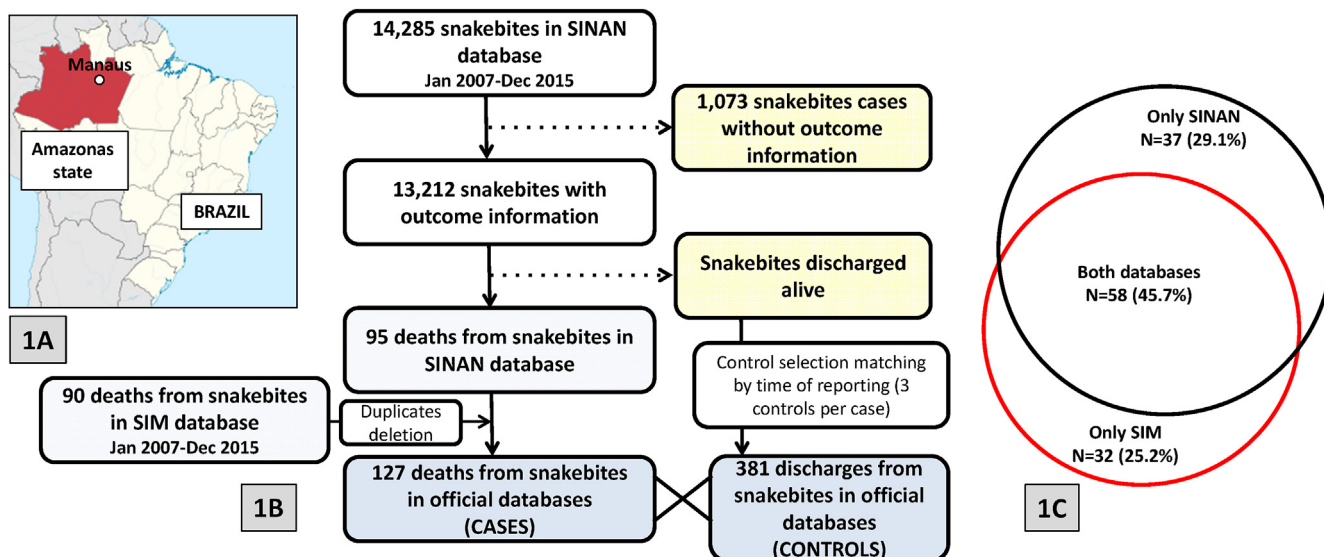 Manaus
Amazonas
state
BRAZIL
1A
14,285 snakebites in SINAN
database
Jan 2007-Dec 2015
1,073 snakebites cases
without outcome
information
13,212 snakebites with
outcome information
Snakebites discharged
alive
95 deaths from snakebites in
SINAN database
Control selection matching
by time of reporting (3
controls per case)
90 deaths from snakebites
in SIM database
Jan 2007-Dec 2015
Duplicates
deletion
127 deaths from snakebites
in official databases
(CASES)
381 discharges from
snakebites in official
databases
(CONTROLS)
1B
Only SINAN
N=37 (29.1%)
Both databases
N=58 (45.7%)
Only SIM
N=32 (25.2%)
1C